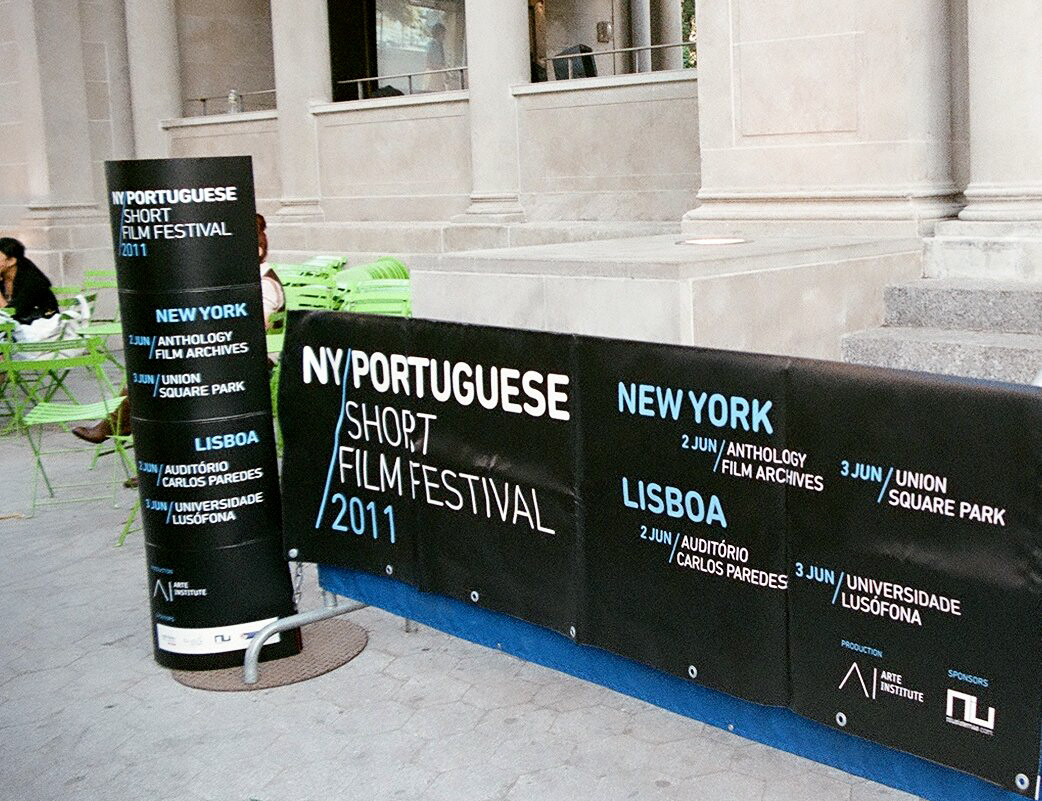 NY/PORTUGUESE
SHORT
FILM FESTIVAL
2011
NEW YORK
2 JUN/ANTHOLOGY
FILM ARCHIVES
3 JUN/UNION
SQUARE PARK
LISBOA
2 JUN/AUDITÓRIO
CARLOS PAREDES
3 JUN/UNIVERSIDADE
LUSÓFONA
PRODUCTION
ARTE
INSTITUTE
NY/PORTUGUESE
SHORT
FILM FESTIVAL
2011
NEW YORK
2 JUN/ANTHOLOGY
FILM ARCHIVES
3 JUN/UNION
SQUARE PARK
LISBOA
2 JUN/AUDITÓRIO
CARLOS PAREDES
3 JUN/UNIVERSIDADE
LUSÓFONA
PRODUCTION
ARTE
INSTITUTE
SPONSORS